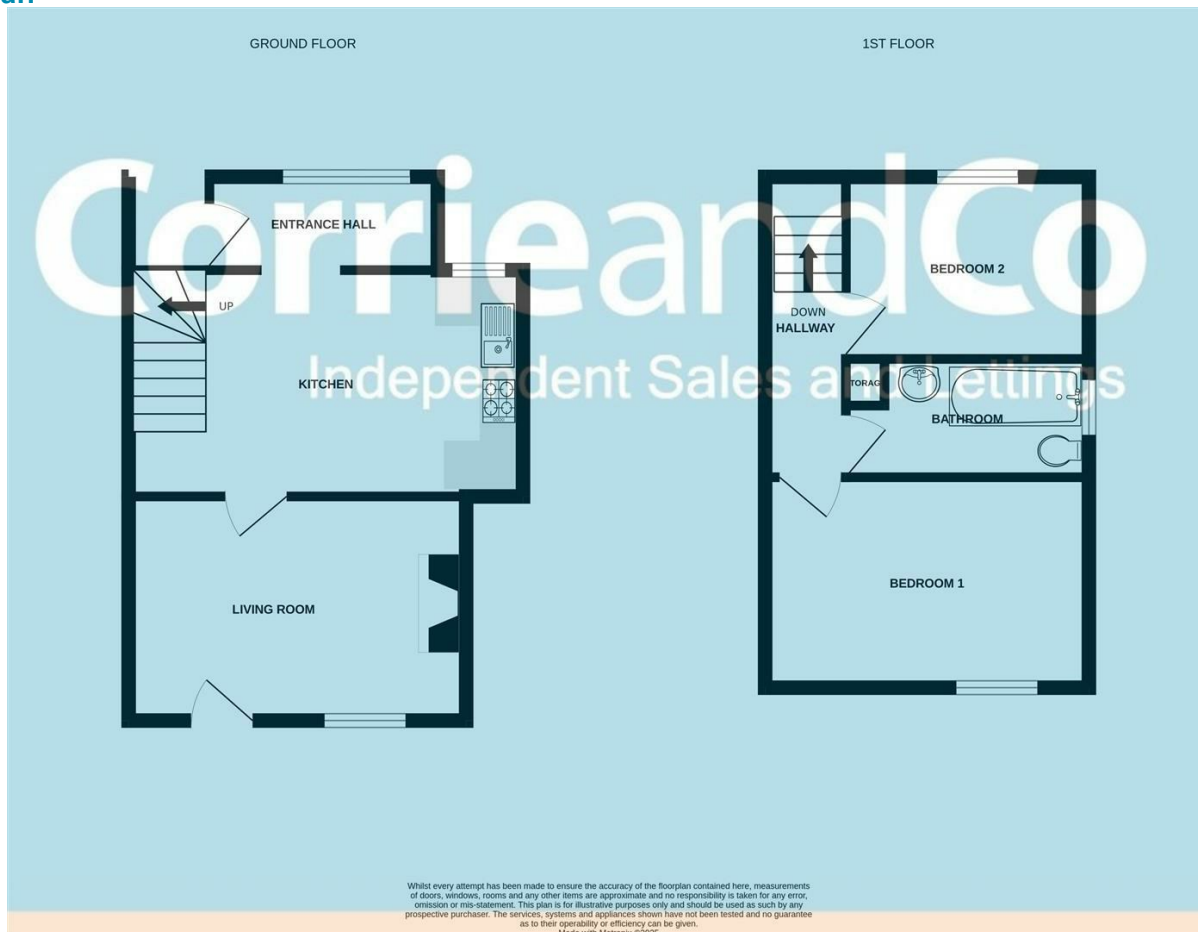 GROUND FLOOR
1ST FLOOR
CorrieandCo
Independent Sales and Lettings
ENTRANCE HALL
UP
KITCHEN
LIVING ROOM
BEDROOM 2
DOWN
HALLWAY
TORAG
BATHROOM
BEDROOM 1
Whilst every attempt has been made to ensure the accuracy of the floorplan contained here, measurements
of doors, windows, rooms and any other items are approximate and no responsibility is taken for any error,
omission or mis-statement. This plan is for illustrative purposes only and should be used as such by any
prospective purchaser. The services, systems and appliances shown have not been tested and no guarantee
as to their operability or efficiency can be given.
Made with Metropix ©2025